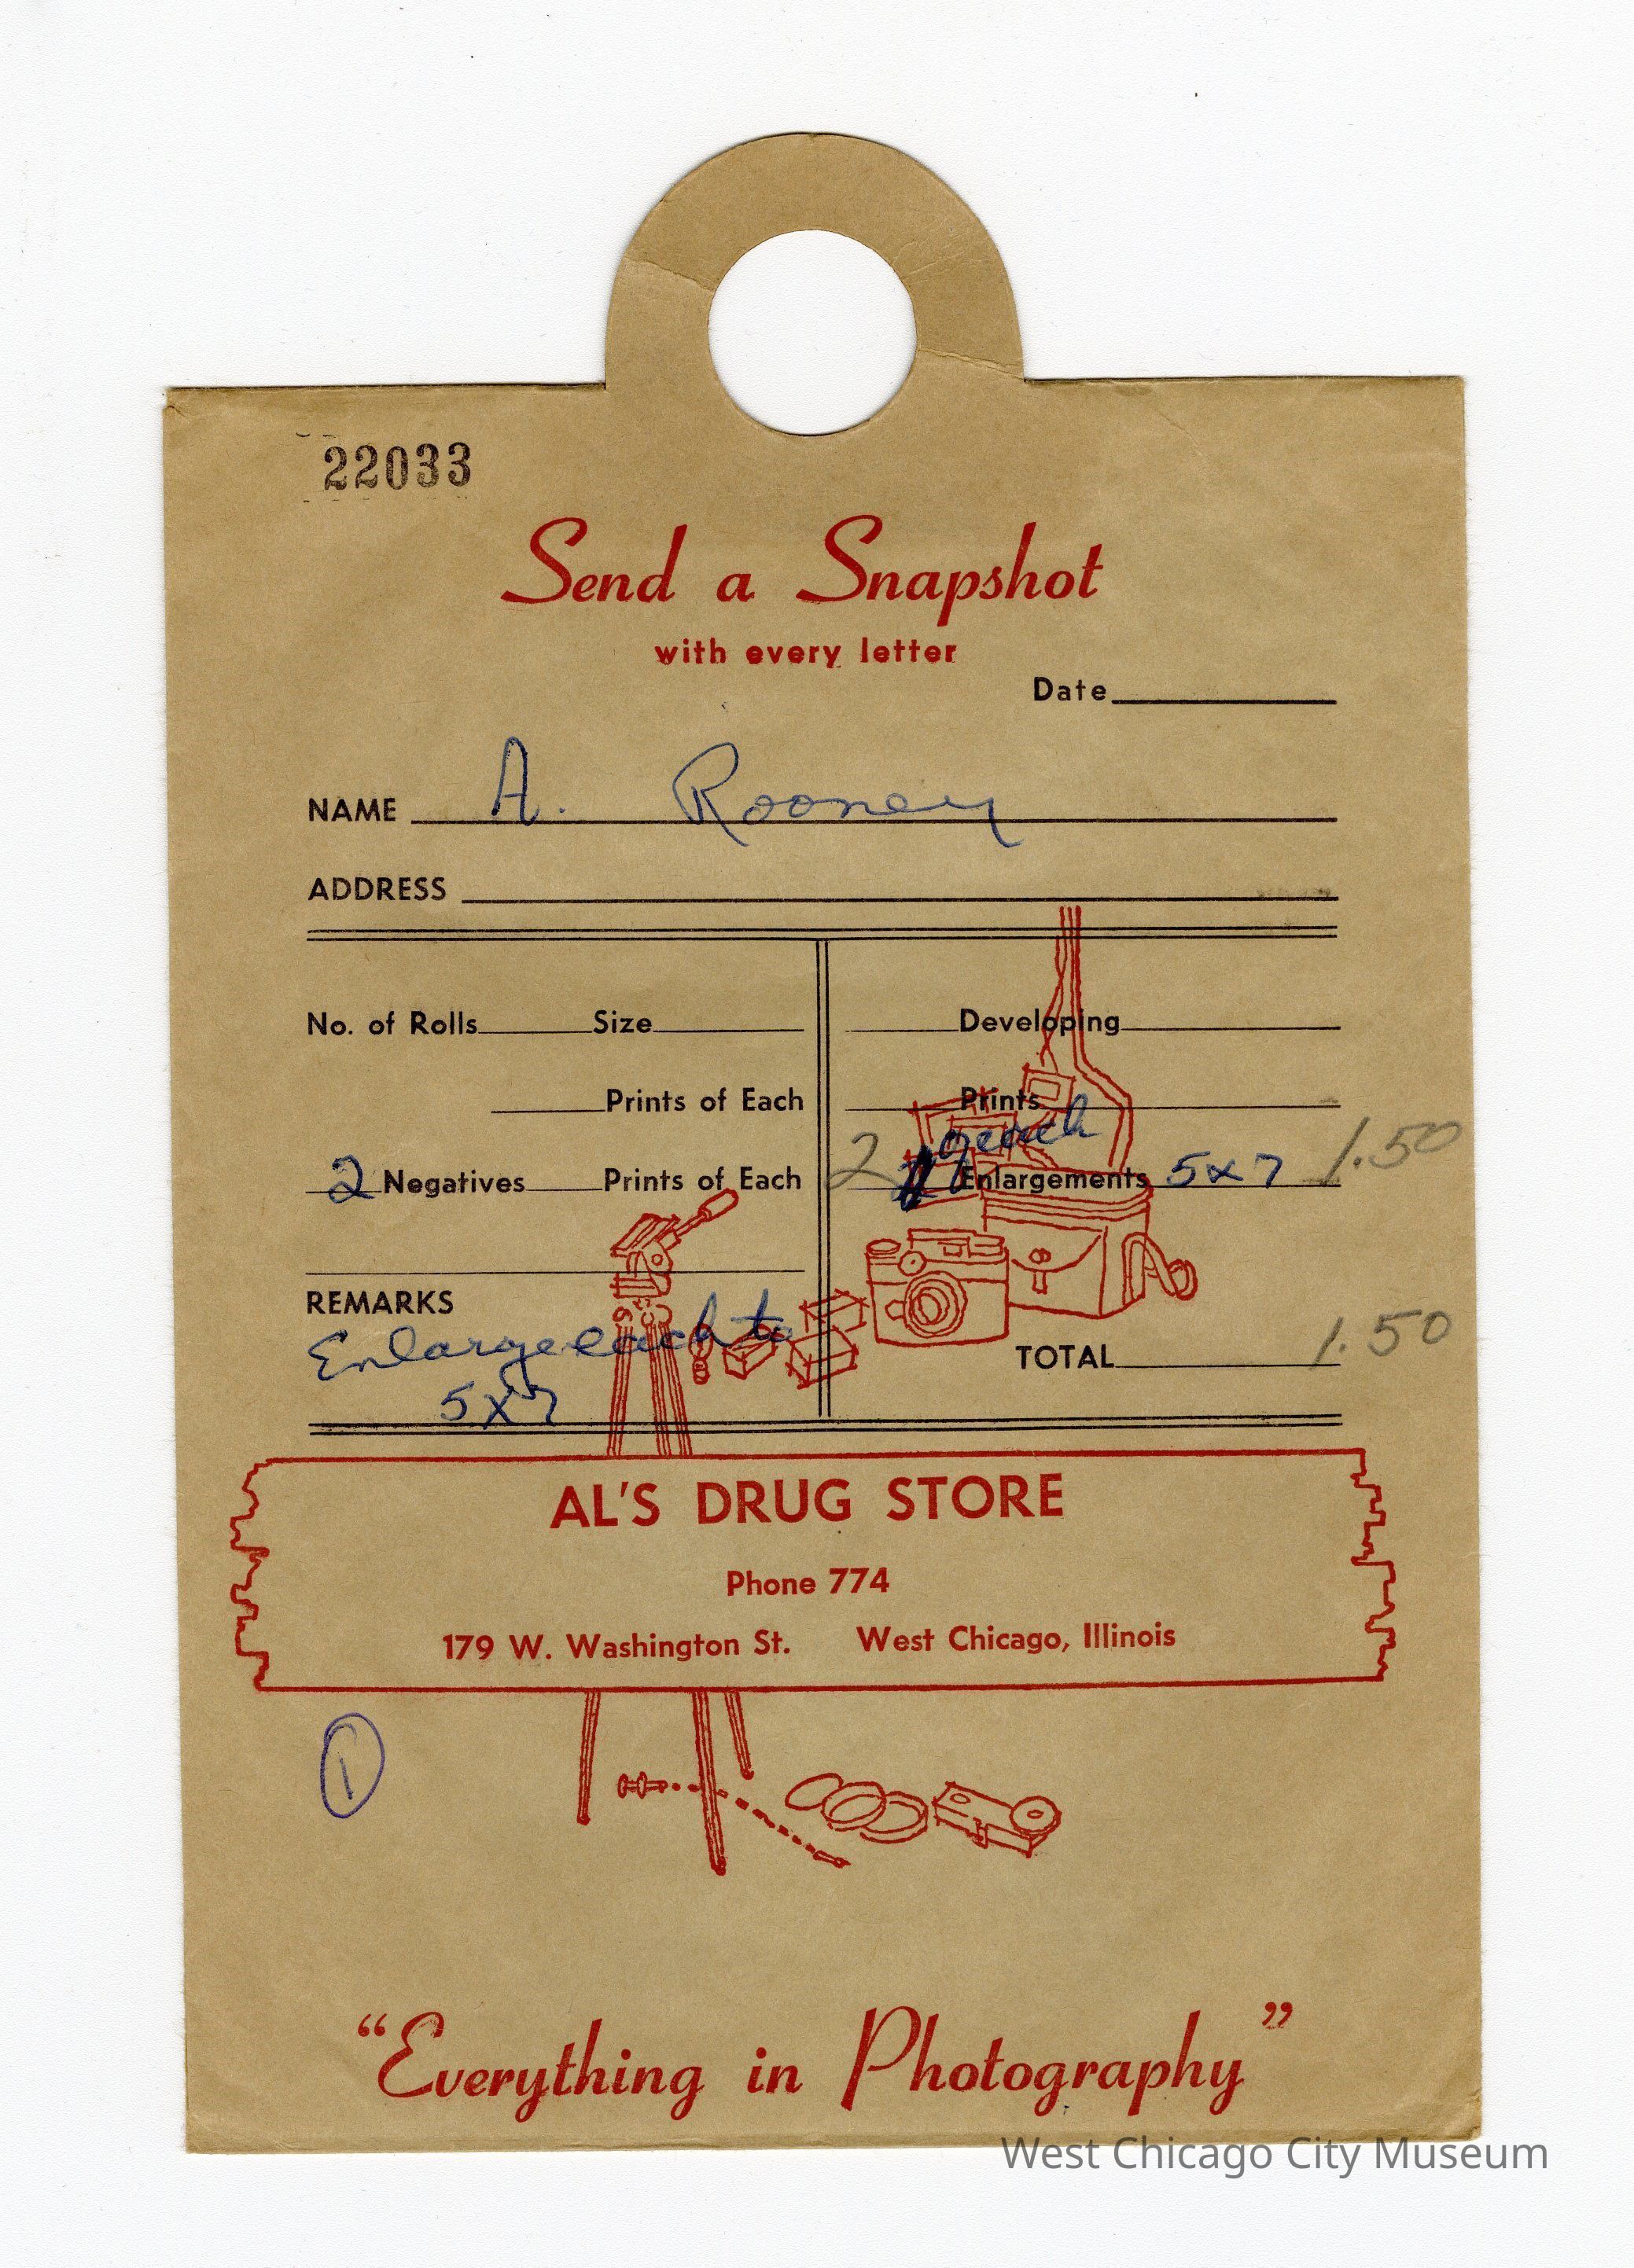 22033
Send a Snapshot
with every letter
Date
NAME A. Rooney
ADDRESS
No. of Rolls Size Developing
Prints of Each Prints
of each
2 Negatives Prints of Each 2 Enlargements 5x7 1.50
REMARKS
Enlarge each to
5x7
TOTAL 1.50
AL'S DRUG STORE
Phone 774
179 W. Washington St. West Chicago, Illinois
1
"Everything in Photography"
West Chicago City Museum